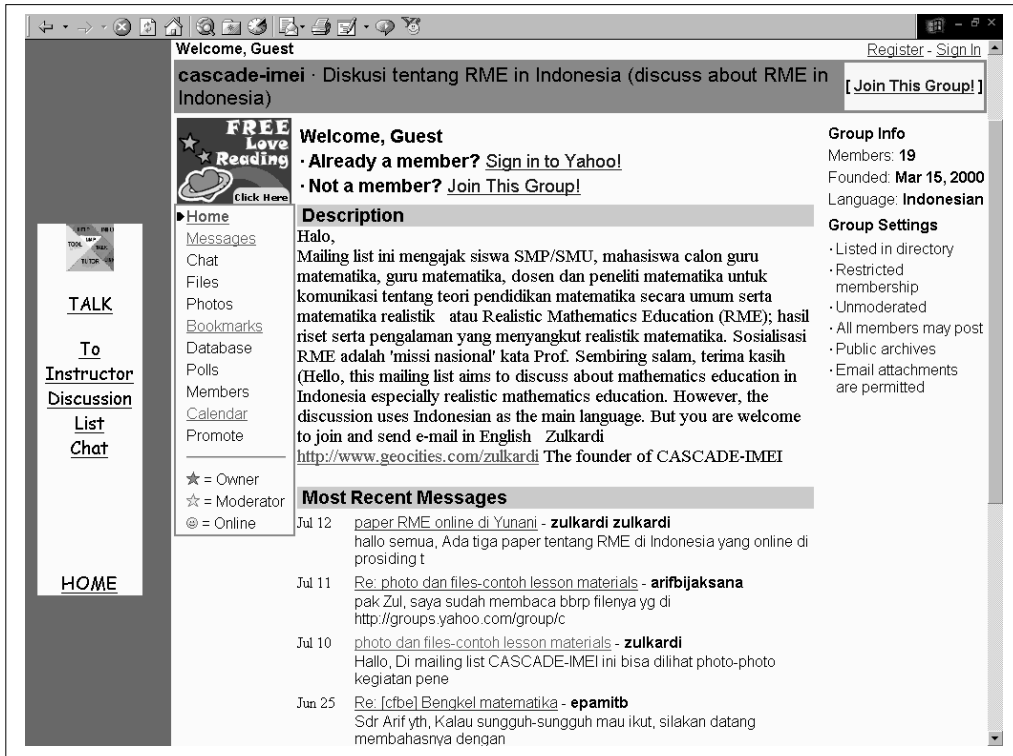 Welcome, Guest
Register - Sign In
cascade-imei · Diskusi tentang RME in Indonesia (discuss about RME in
Indonesia)
[ Join This Group! ]
FREE
Love
Reading
Click Here
Welcome, Guest
· Already a member? Sign in to Yahoo!
· Not a member? Join This Group!
Group Info
Members: 19
Founded: Mar 15, 2000
Language: Indonesian
Group Settings
· Listed in directory
· Restricted
membership
· Unmoderated
· All members may post
· Public archives
· Email attachments
are permitted
TOOL
TALK
TUTOR
TALK
To
Instructor
Discussion
List
Chat
HOME
Home
Messages
Chat
Files
Photos
Bookmarks
Database
Polls
Members
Calendar
Promote
= Owner
= Moderator
= Online
Description
Halo,
Mailing list ini mengajak siswa SMP/SMU, mahasiswa calon guru
matematika, guru matematika, dosen dan peneliti matematika untuk
komunikasi tentang teori pendidikan matematika secara umum serta
matematika realistik atau Realistic Mathematics Education (RME); hasil
riset serta pengalaman yang menyangkut realistik matematika. Sosialisasi
RME adalah 'missi nasional' kata Prof. Sembiring salam, terima kasih
(Hello, this mailing list aims to discuss about mathematics education in
Indonesia especially realistic mathematics education. However, the
discussion uses Indonesian as the main language. But you are welcome
to join and send e-mail in English Zulkardi
http://www.geocities.com/zulkardi The founder of CASCADE-IMEI
Most Recent Messages
Jul 12 paper RME online di Yunani - zulkardi zulkardi
hallo semua, Ada tiga paper tentang RME di Indonesia yang online di
prosiding t
Jul 11 Re: photo dan files-contoh lesson materials - arifbijaksana
pak Zul, saya sudah membaca bbrp filenya yg di
http://groups.yahoo.com/group/c
Jul 10 photo dan files-contoh lesson materials - zulkardi
Hallo, Di mailing list CASCADE-IMEI ini bisa dilihat photo-photo
kegiatan pene
Jun 25 Re: [cfbe] Bengkel matematika - epamitb
Sdr Arif yth, Kalau sungguh-sungguh mau ikut, silakan datang
membahasnya dengan